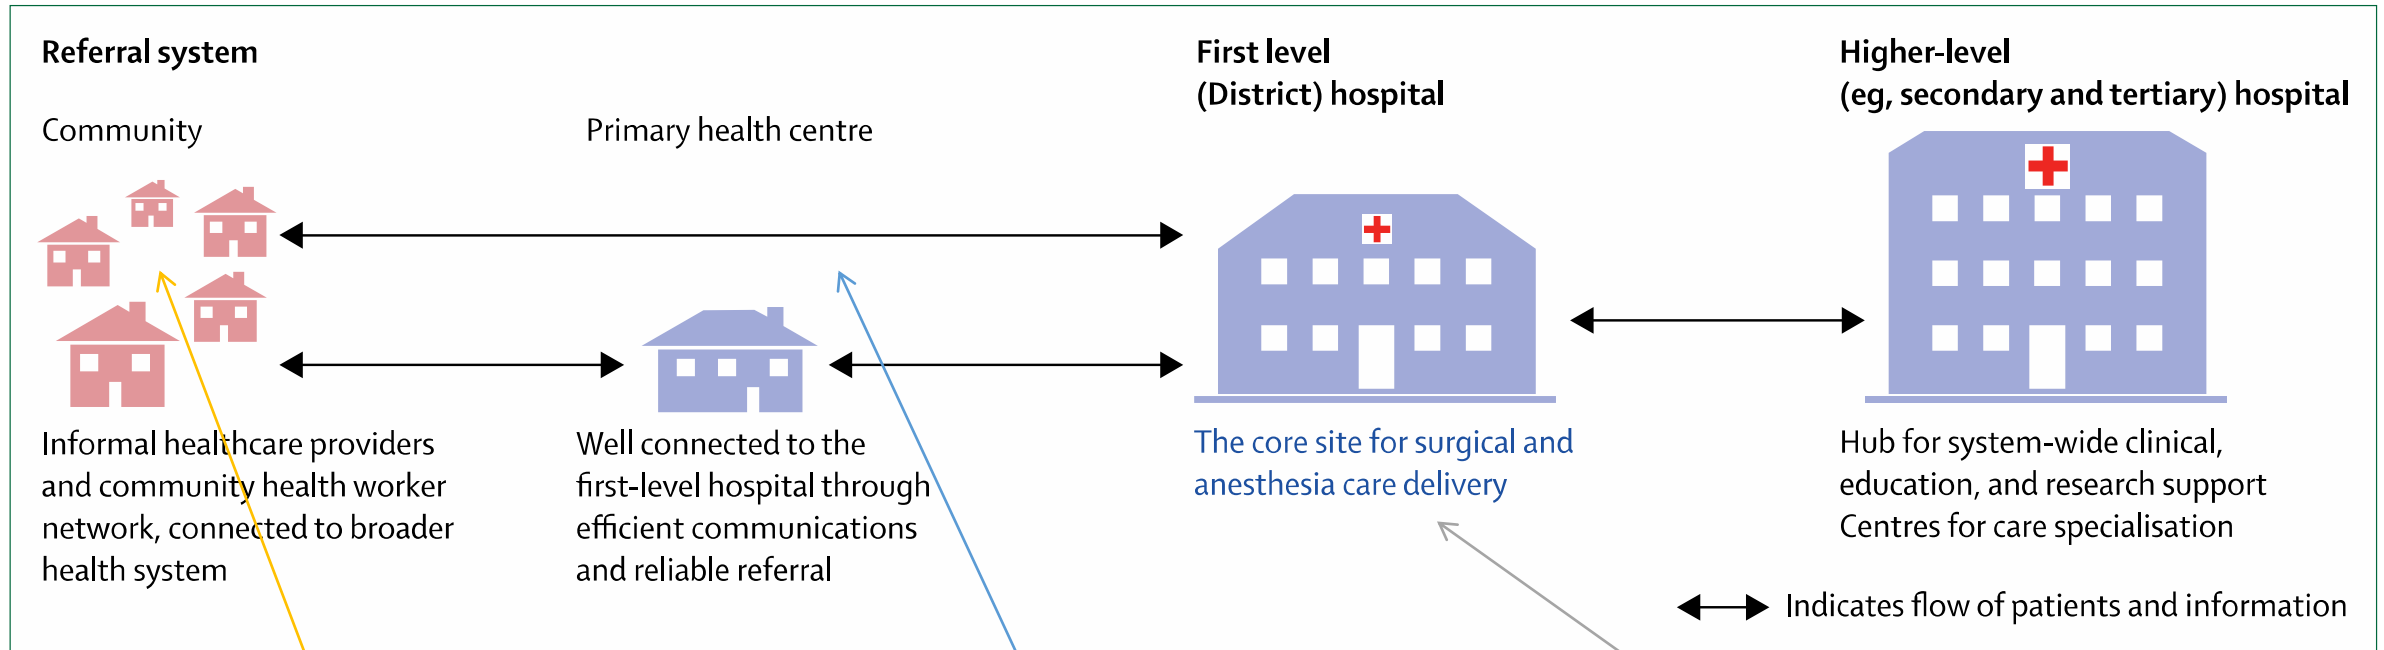 Referral system
Community
Primary health centre
First level
(District) hospital
Higher-level
(eg, secondary and tertiary) hospital
Informal healthcare providers
and community health worker
network, connected to broader
health system
Well connected to the
first-level hospital through
efficient communications
and reliable referral
The core site for surgical and
anesthesia care delivery
Hub for system-wide clinical,
education, and research support
Centres for care specialisation
Indicates flow of patients and information